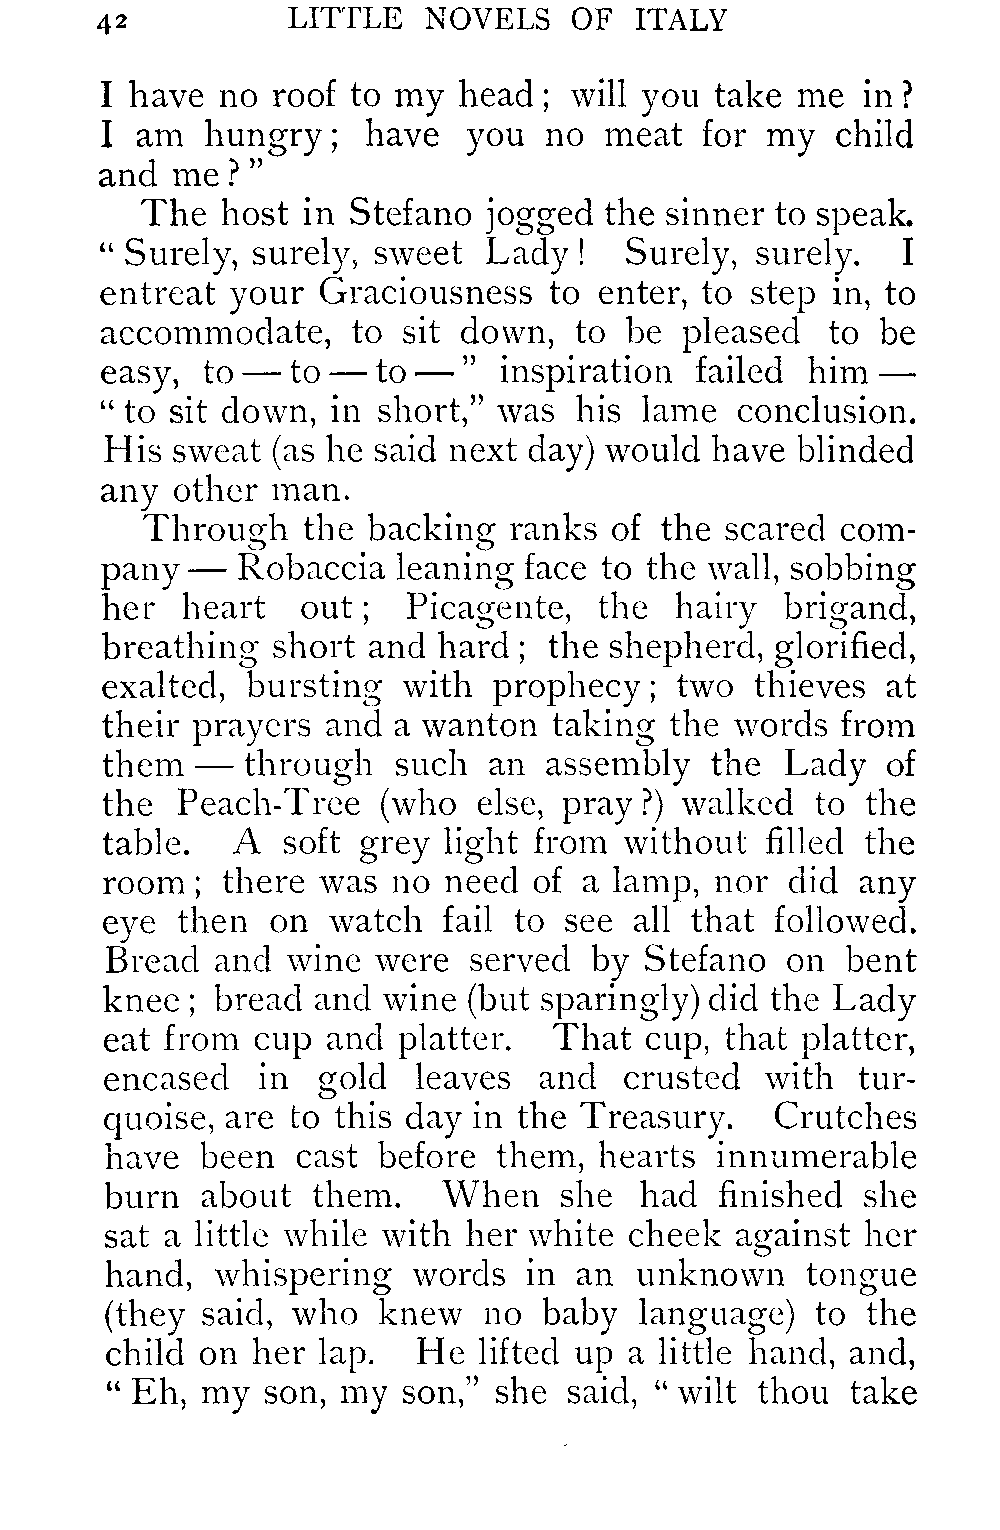 42 LITTLE NOVELS OF ITALY
I have no roof to my head; will you take me in?
I am hungry; have you no meat for my child
and me?”
The host in Stefano jogged the sinner to speak.
“Surely, surely, sweet Lady! Surely, surely. I
entreat your Graciousness to enter, to step in, to
accommodate, to sit down, to be pleased to be
easy, to — to — to —” inspiration failed him —
“to sit down, in short,” was his lame conclusion.
His sweat (as he said next day) would have blinded
any other man.
Through the backing ranks of the scared com-
pany — Robaccia leaning face to the wall, sobbing
her heart out; Picagente, the hairy brigand,
breathing short and hard; the shepherd, glorified,
exalted, bursting with prophecy; two thieves at
their prayers and a wanton taking the words from
them — through such an assembly the Lady of
the Peach-Tree (who else, pray?) walked to the
table. A soft grey light from without filled the
room; there was no need of a lamp, nor did any
eye then on watch fail to see all that followed.
Bread and wine were served by Stefano on bent
knee; bread and wine (but sparingly) did the Lady
eat from cup and platter. That cup, that platter,
encased in gold leaves and crusted with tur-
quoise, are to this day in the Treasury. Crutches
have been cast before them, hearts innumerable
burn about them. When she had finished she
sat a little while with her white cheek against her
hand, whispering words in an unknown tongue
(they said, who knew no baby language) to the
child on her lap. He lifted up a little hand, and,
“Eh, my son, my son,” she said, “wilt thou take